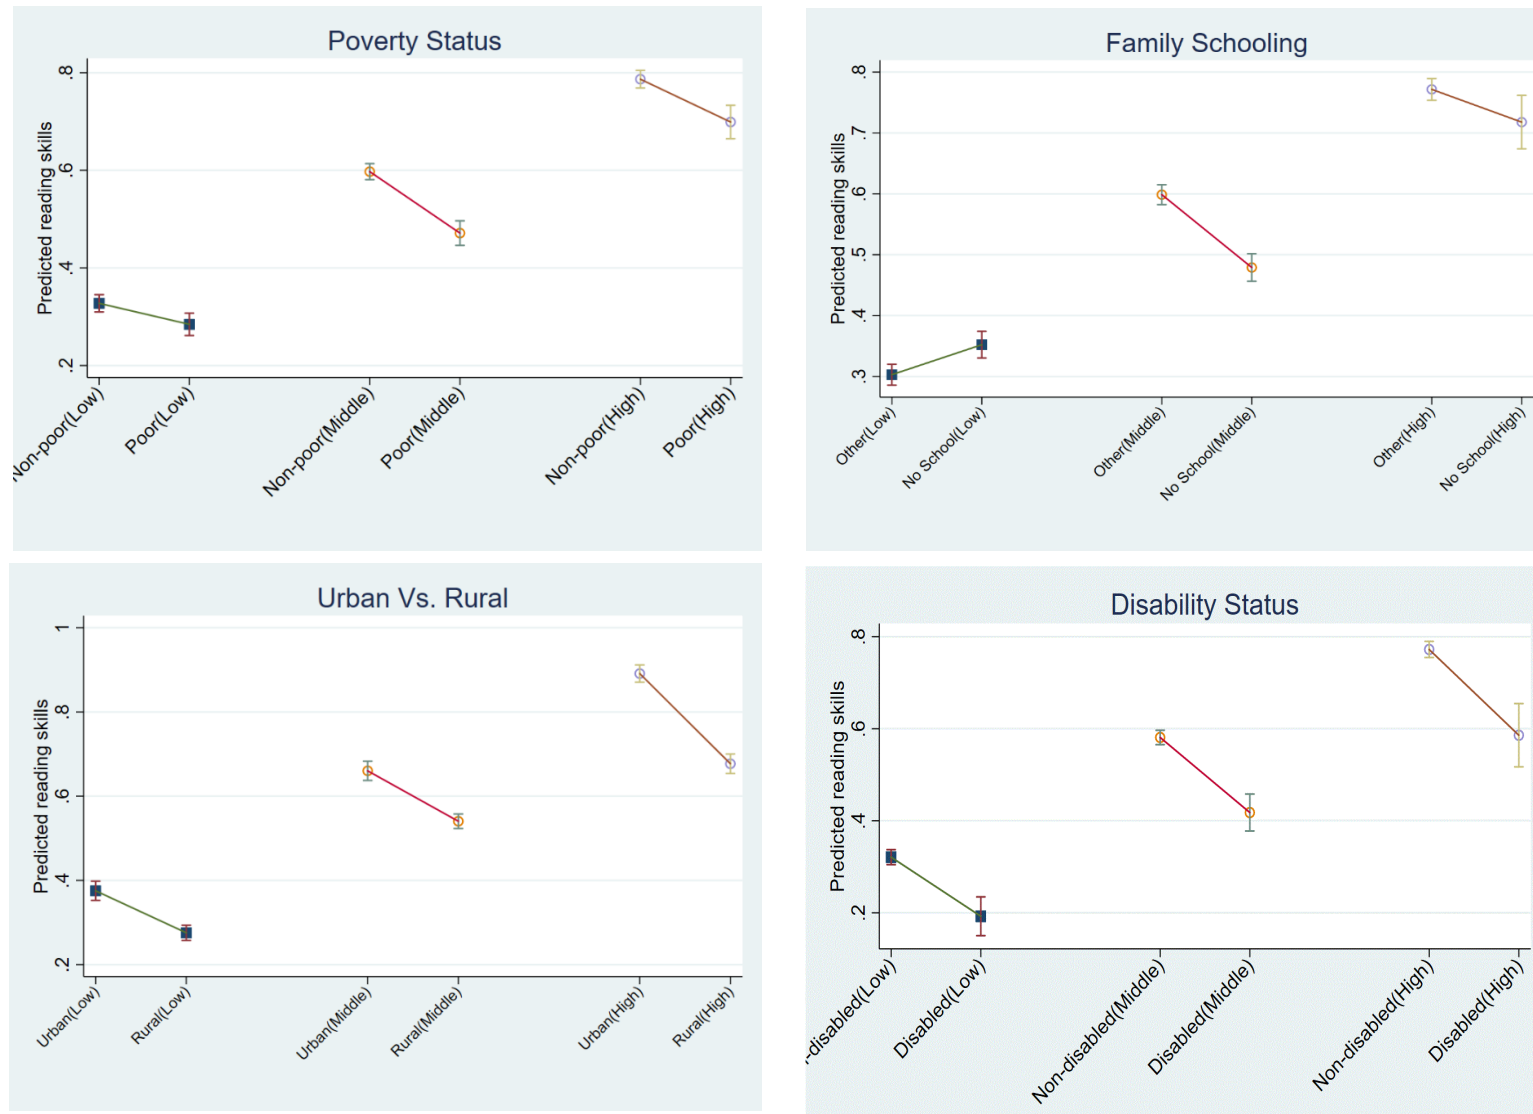 Poverty Status
Predicted reading skills
.8
.6
.4
.2
Non-poor(Low)
Poor(Low)
Non-poor(Middle)
Poor(Middle)
Non-poor(High)
Poor(High)
Family Schooling
Predicted reading skills
.8
.7
.6
.5
.4
.3
Other(Low)
No School(Low)
Other(Middle)
No School(Middle)
Other(High)
No School(High)
Urban Vs. Rural
Predicted reading skills
1
.8
.6
.4
.2
Urban(Low)
Rural(Low)
Urban(Middle)
Rural(Middle)
Urban(High)
Rural(High)
Disability Status
Predicted reading skills
.8
.6
.4
.2
-disabled(Low)
Disabled(Low)
Non-disabled(Middle)
Disabled(Middle)
Non-disabled(High)
Disabled(High)